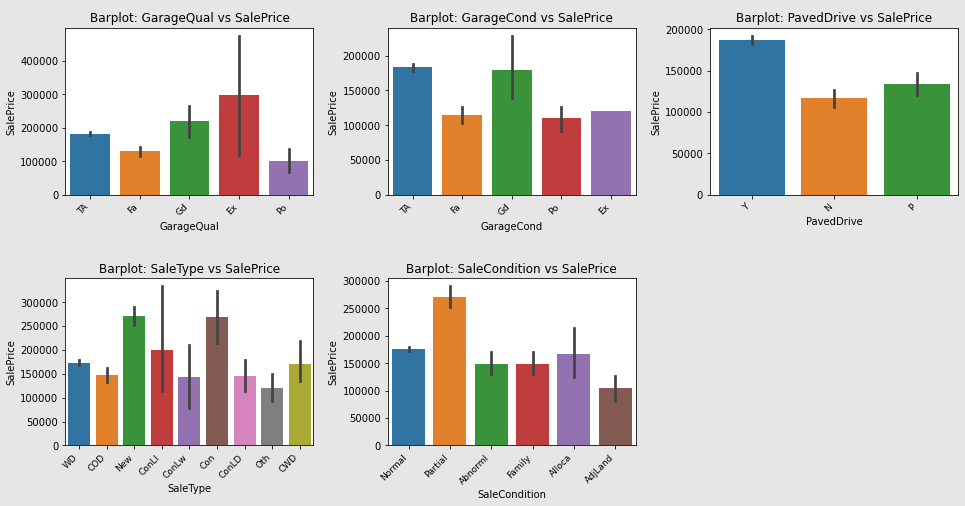 Barplot: GarageQual vs SalePrice
SalePrice
400000
300000
200000
100000
0
TA Fa Gd Ex Po
GarageQual
Barplot: GarageCond vs SalePrice
SalePrice
200000
150000
100000
50000
0
TA Fa Gd Po Ex
GarageCond
Barplot: PavedDrive vs SalePrice
SalePrice
200000
150000
100000
50000
0
Y N P
PavedDrive
Barplot: SaleType vs SalePrice
SalePrice
300000
250000
200000
150000
100000
50000
0
WD COD New ConLI ConLw Con ConLD Oth CWD
SaleType
Barplot: SaleCondition vs SalePrice
SalePrice
300000
250000
200000
150000
100000
50000
0
Normal Partial Abnorml Family Alloca AdjLand
SaleCondition